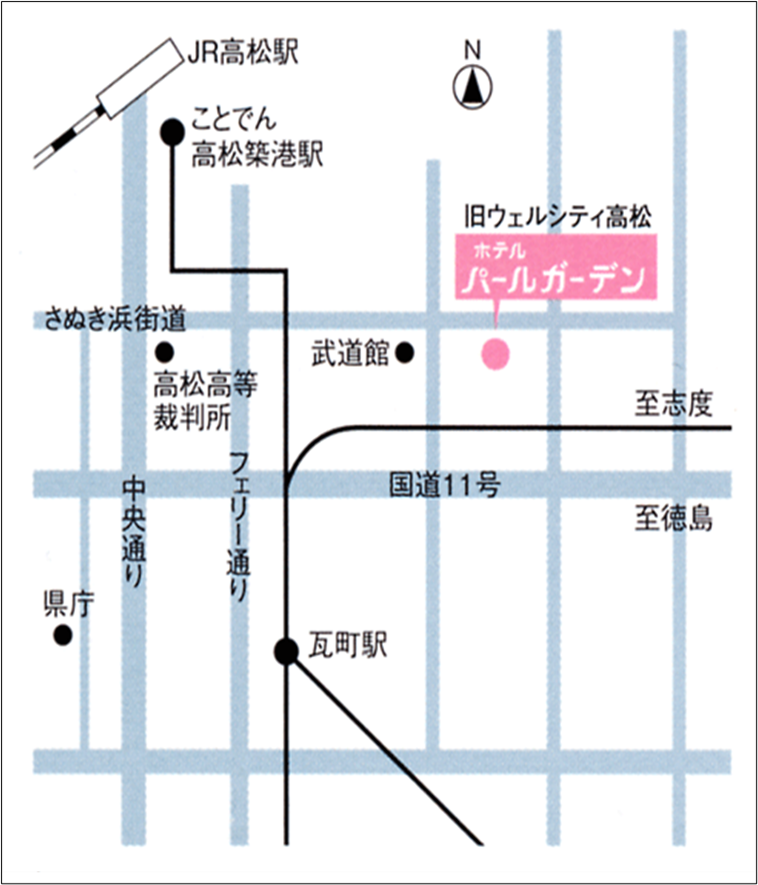 JR高松駅
N
ことでん
高松築港駅
旧ウェルシティ高松
ホテル
パールガーデン
さぬき浜街道
武道館
高松高等
裁判所
至志度
フェリー通り
中央通り
国道11号
至徳島
県庁
瓦町駅